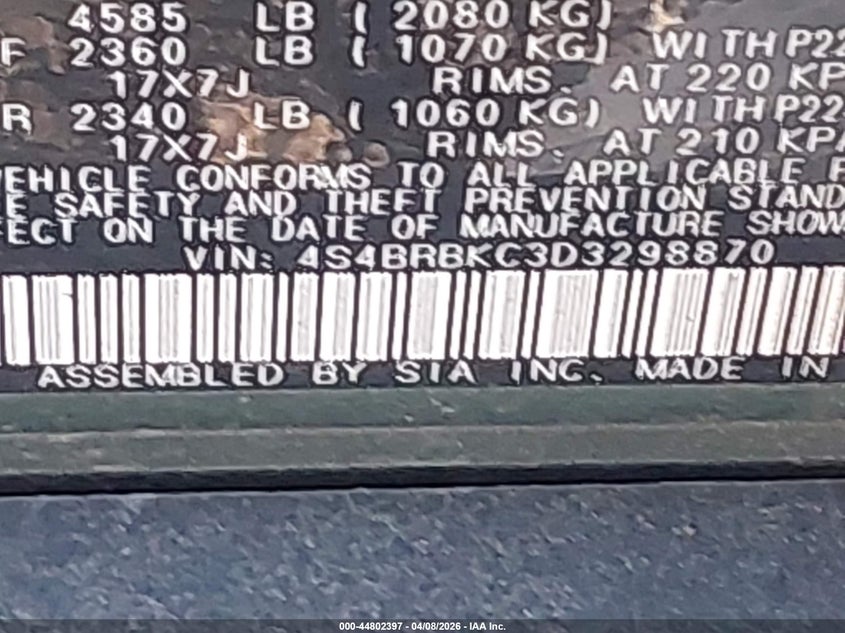 4585 LB ( 2080 KG)
F 2360 LB ( 1070 KG) WITH P22
17X7J RIMS. AT 220 KP
R 2340 LB ( 1060 KG) WITH P22
17X7J RIMS. AT 210 KPA
VEHICLE CONFORMS TO ALL APPLICABLE F
E SAFETY AND THEFT PREVENTION STAND
FECT ON THE DATE OF MANUFACTURE SHOW
VIN: 4S4BRBKC3D3298870
ASSEMBLED BY SIA INC. MADE IN
000-44802397 - 04/08/2026 - IAA Inc.